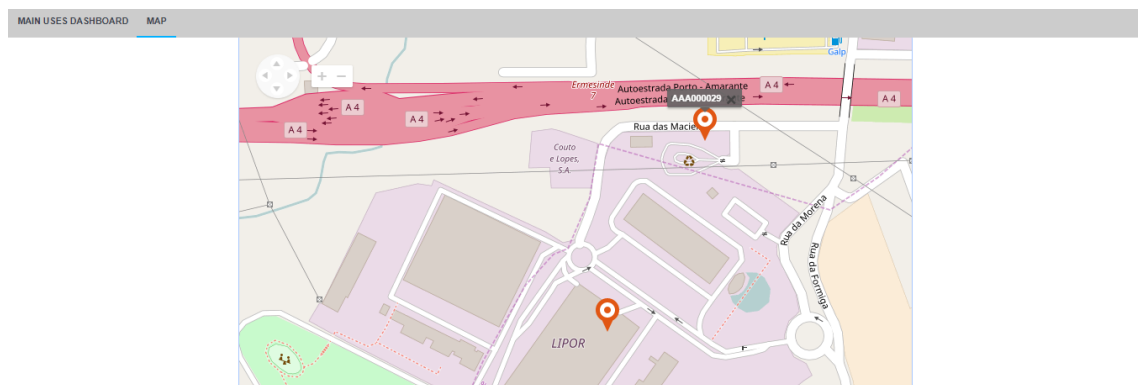 MAIN USES DASHBOARD
MAP
Galp
Ermesinde
7
Autoestrada Porto - Amarante
A 4
AAA000029
Autoestrada
A 4
A 4
A 4
A 4
Rua das Maciei
Couto
e Lopes,
S.A.
Rua da Morena
Rua da Formiga
LIPOR